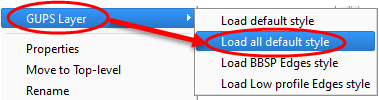 GUPS Layer
Properties
Move to Top-level
Rename
Load default style
Load all default style
Load BBSP Edges style
Load Low profile Edges style